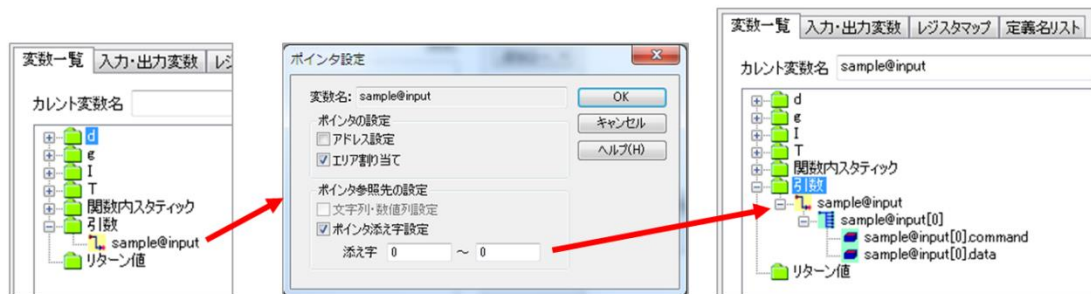 変数一覧 入力・出力変数 レジ
カレント変数名
d
g
I
T
関数内スタティック
引数
sample@input
リターン値
ポインタ設定
変数名: sample@input
OK
キャンセル
ヘルプ(H)
ポインタの設定
アドレス設定
エリア割り当て
ポインタ参照先の設定
文字列・数値列設定
ポインタ添え字設定
添え字 0 ～ 0
変数一覧 入力・出力変数 レジスタマップ 定義名リスト
カレント変数名 sample@input
d
g
I
T
関数内スタティック
引数
sample@input
sample@input[0]
sample@input[0].command
sample@input[0].data
リターン値